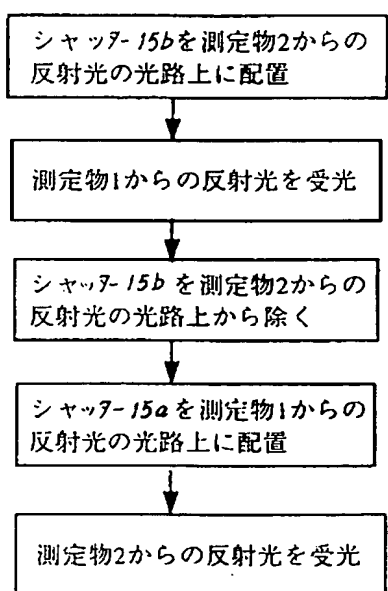 シャッター15bを測定物2からの
反射光の光路上に配置
測定物1からの反射光を受光
シャッター15bを測定物2からの
反射光の光路上から除く
シャッター15aを測定物1からの
反射光の光路上に配置
測定物2からの反射光を受光